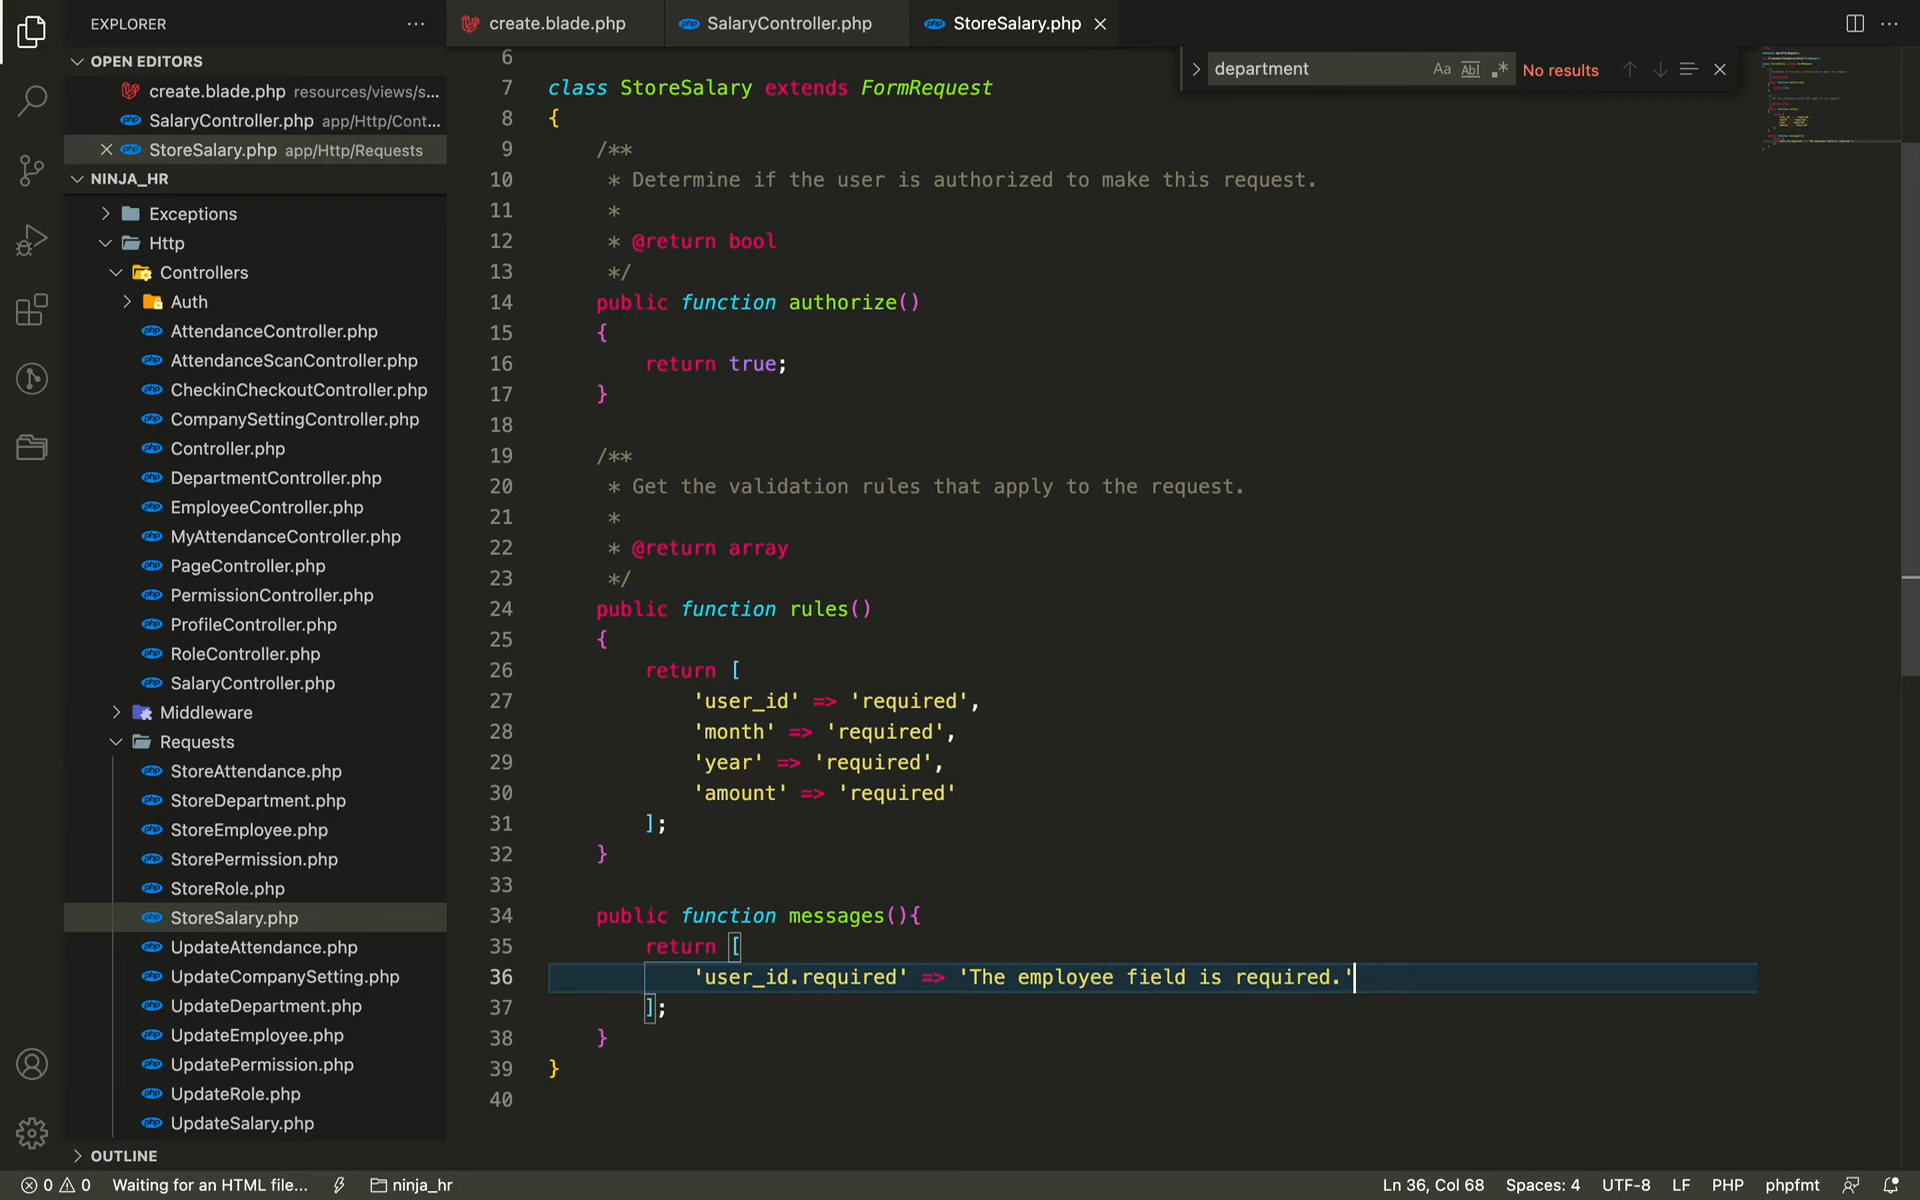 EXPLORER
create.blade.php
SalaryController.php
StoreSalary.php
OPEN EDITORS
create.blade.php resources/views/s...
SalaryController.php app/Http/Cont...
StoreSalary.php app/Http/Requests
NINJA_HR
Exceptions
Http
Controllers
Auth
AttendanceController.php
AttendanceScanController.php
CheckinCheckoutController.php
CompanySettingController.php
Controller.php
DepartmentController.php
EmployeeController.php
MyAttendanceController.php
PageController.php
PermissionController.php
ProfileController.php
RoleController.php
SalaryController.php
Middleware
Requests
StoreAttendance.php
StoreDepartment.php
StoreEmployee.php
StorePermission.php
StoreRole.php
StoreSalary.php
UpdateAttendance.php
UpdateCompanySetting.php
UpdateDepartment.php
UpdateEmployee.php
UpdatePermission.php
UpdateRole.php
UpdateSalary.php
OUTLINE
department Aa Ab| .* No results
6
7 class StoreSalary extends FormRequest
8 {
9 /**
10 * Determine if the user is authorized to make this request.
11 *
12 * @return bool
13 */
14 public function authorize()
15 {
16 return true;
17 }
18
19 /**
20 * Get the validation rules that apply to the request.
21 *
22 * @return array
23 */
24 public function rules()
25 {
26 return [
27 'user_id' => 'required',
28 'month' => 'required',
29 'year' => 'required',
30 'amount' => 'required'
31 ];
32 }
33
34 public function messages(){
35 return [
36 'user_id.required' => 'The employee field is required.'
37 ];
38 }
39 }
40
0 0 Waiting for an HTML file... ninja_hr Ln 36, Col 68 Spaces: 4 UTF-8 LF PHP phpfmt